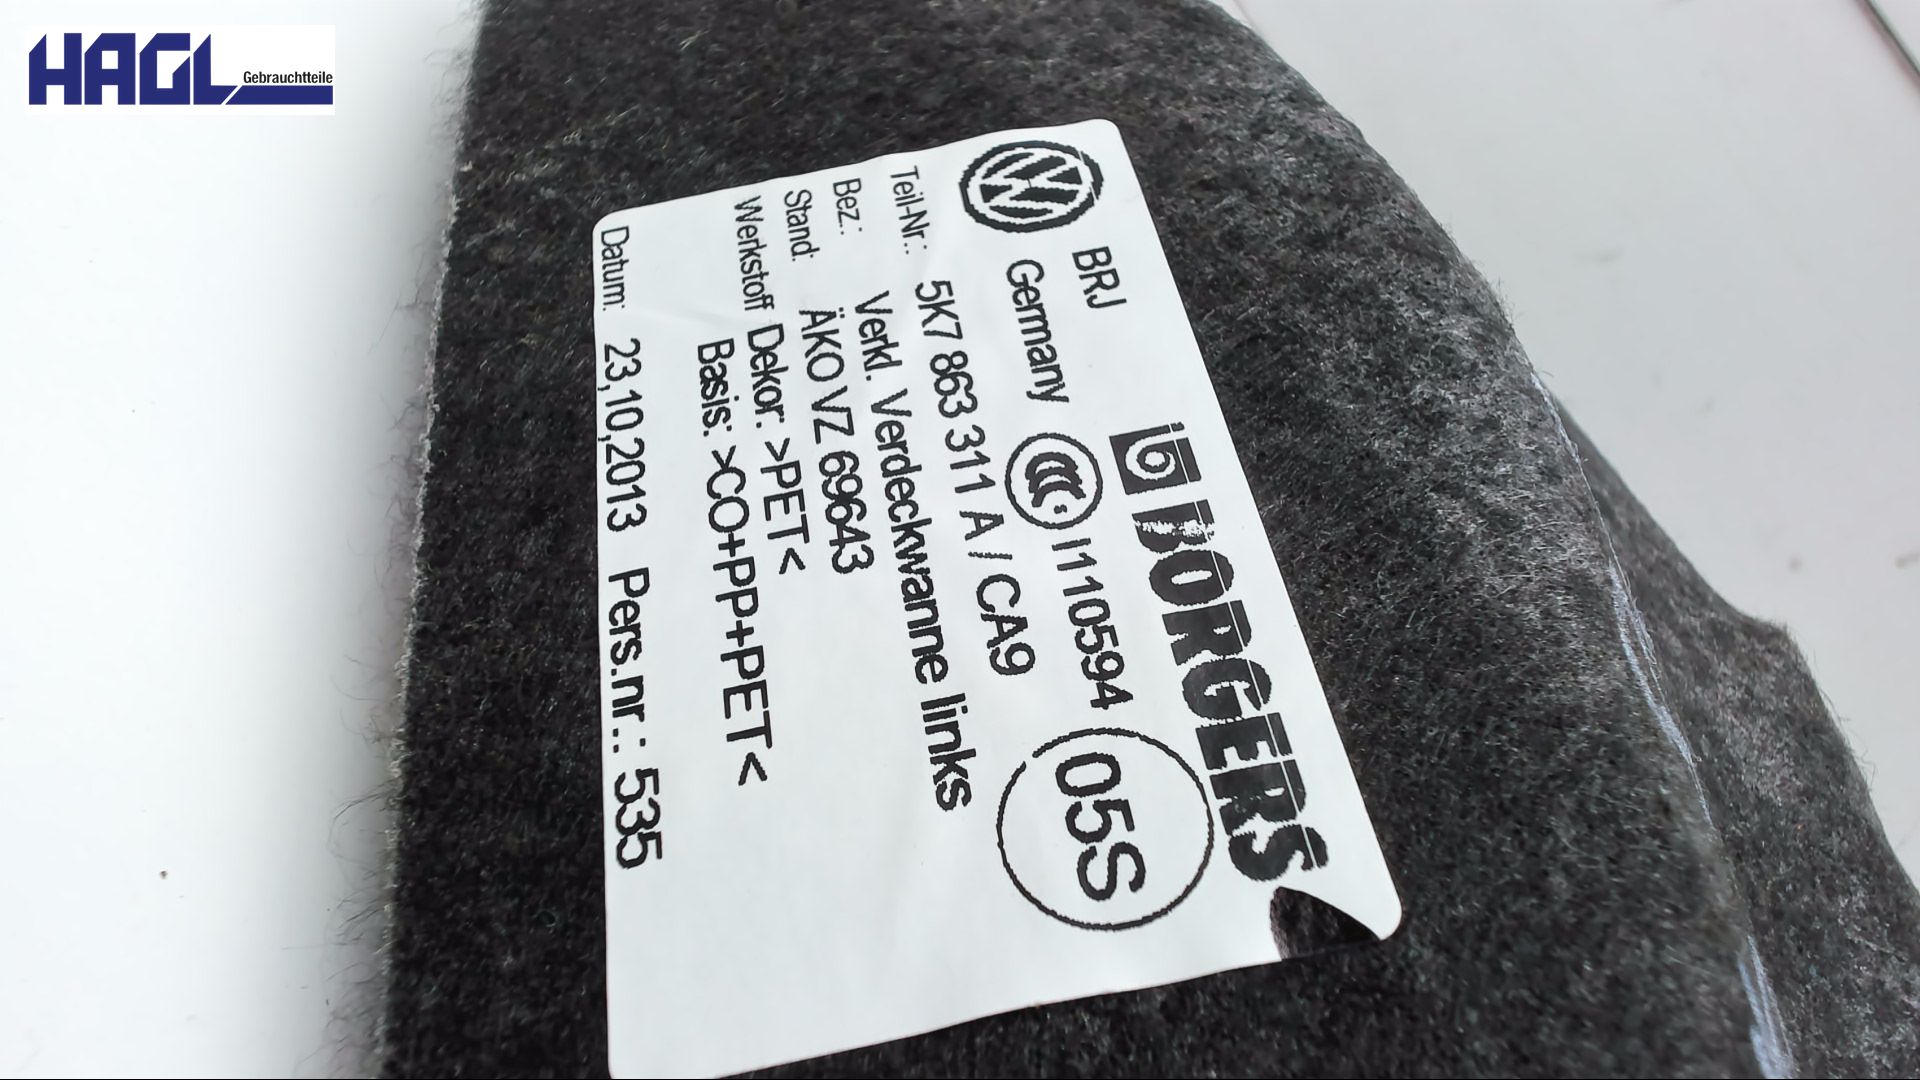 HAGL Gebrauchtteile
BRJ BORGERS
Germany CCC I110594 05S
Teil-Nr.: 5K7 863 311 A / CA9
Bez.: Verkl. Verdeckwanne links
Stand: ÄKO VZ 69643
Werkstoff Dekor: >PET<
Basis: >CO+PP+PET<
Datum: 23,10,2013 Pers.nr.: 535